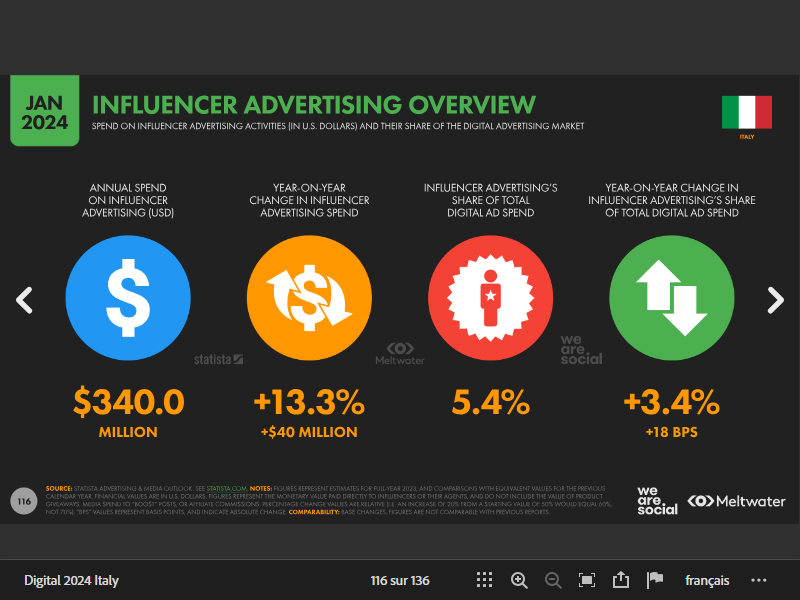 JAN
2024
INFLUENCER ADVERTISING OVERVIEW
SPEND ON INFLUENCER ADVERTISING ACTIVITIES (IN U.S. DOLLARS) AND THEIR SHARE OF THE DIGITAL ADVERTISING MARKET
ITALY
ANNUAL SPEND
ON INFLUENCER
ADVERTISING (USD)
YEAR-ON-YEAR
CHANGE IN INFLUENCER
ADVERTISING SPEND
INFLUENCER ADVERTISING'S
SHARE OF TOTAL
DIGITAL AD SPEND
YEAR-ON-YEAR CHANGE IN
INFLUENCER ADVERTISING'S SHARE
OF TOTAL DIGITAL AD SPEND
$
$
statista
Meltwater
we
are.
social
$340.0
MILLION
+13.3%
+$40 MILLION
5.4%
+3.4%
+18 BPS
116
SOURCE: STATISTA ADVERTISING & MEDIA OUTLOOK. SEE STATISTA.COM. NOTES: FIGURES REPRESENT ESTIMATES FOR FULL-YEAR 2023, AND COMPARISONS WITH EQUIVALENT VALUES FOR THE PREVIOUS
CALENDAR YEAR. FINANCIAL VALUES ARE IN U.S. DOLLARS. FIGURES REPRESENT THE MONETARY VALUE PAID DIRECTLY TO INFLUENCERS OR THEIR AGENTS, AND DO NOT INCLUDE THE VALUE OF PRODUCT
GIVEAWAYS, MEDIA SPEND TO "BOOST" POSTS, OR AFFILIATE COMMISSIONS. PERCENTAGE CHANGE VALUES ARE RELATIVE (I.E. AN INCREASE OF 20% FROM A STARTING VALUE OF 50% WOULD EQUAL 60%,
NOT 70%). "BPS" VALUES REPRESENT BASIS POINTS, AND INDICATE ABSOLUTE CHANGE. COMPARABILITY: BASE CHANGES. FIGURES ARE NOT COMPARABLE WITH PREVIOUS REPORTS.
we
are.
social
Meltwater
Digital 2024 Italy
116 sur 136
français